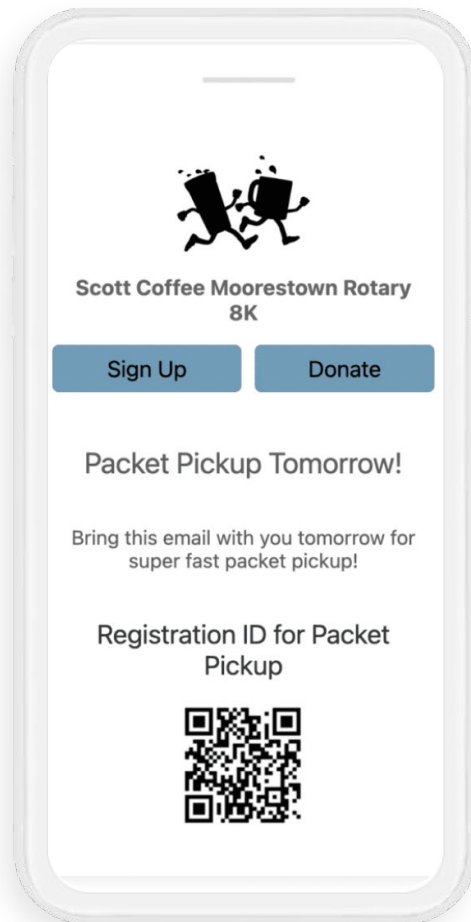 Scott Coffee Moorestown Rotary
8K
Sign Up
Donate
Packet Pickup Tomorrow!
Bring this email with you tomorrow for
super fast packet pickup!
Registration ID for Packet
Pickup